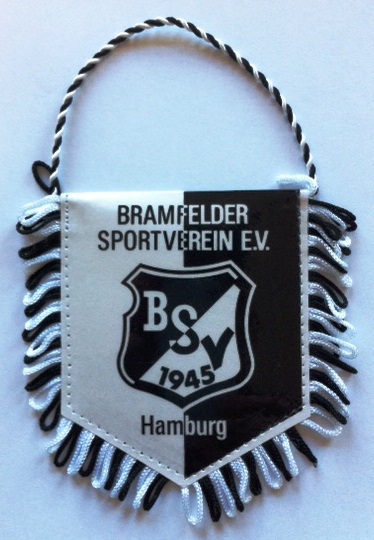 BRAMFELDER
SPORTVEREIN E.V.
BSV
1945
Hamburg